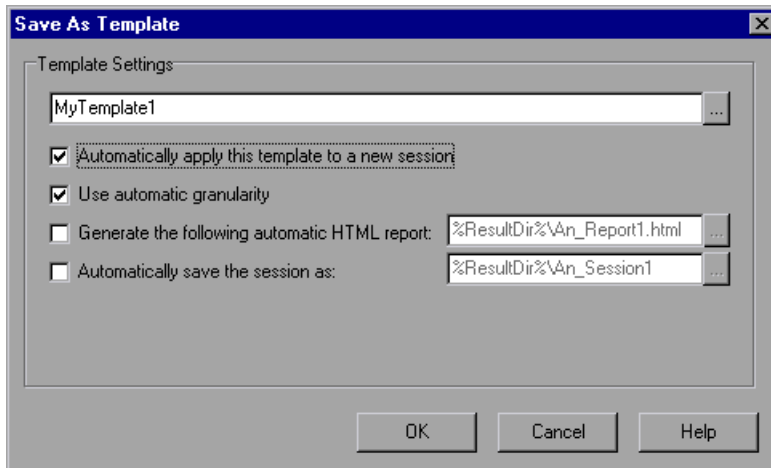 Save As Template
Template Settings
MyTemplate1
...
Automatically apply this template to a new session
Use automatic granularity
Generate the following automatic HTML report:
%ResultDir%\An_Report1.html
...
Automatically save the session as:
%ResultDir%\An_Session1
...
OK
Cancel
Help